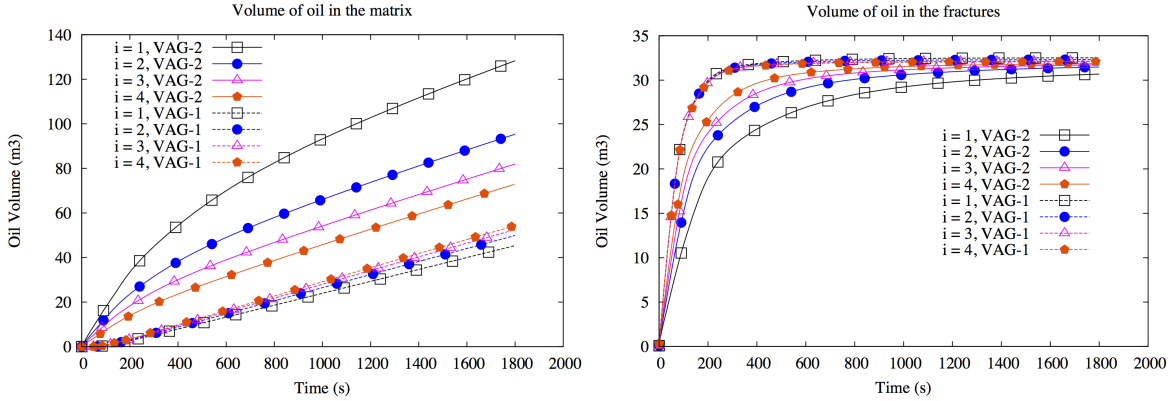 Volume of oil in the matrix
Oil Volume (m3)
140
120
100
80
60
40
20
0
i = 1, VAG-2
i = 2, VAG-2
i = 3, VAG-2
i = 4, VAG-2
i = 1, VAG-1
i = 2, VAG-1
i = 3, VAG-1
i = 4, VAG-1
0 200 400 600 800 1000 1200 1400 1600 1800 2000
Time (s)
Volume of oil in the fractures
Oil Volume (m3)
35
30
25
20
15
10
5
0
i = 1, VAG-2
i = 2, VAG-2
i = 3, VAG-2
i = 4, VAG-2
i = 1, VAG-1
i = 2, VAG-1
i = 3, VAG-1
i = 4, VAG-1
0 200 400 600 800 1000 1200 1400 1600 1800 2000
Time (s)